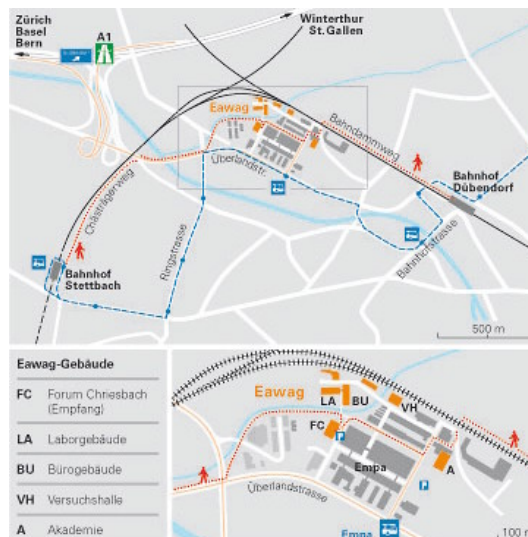 Zürich
Basel
Bern
A1
Winterthur
St. Gallen
Eawag
Bahndammweg
Überlandstr.
Bahnhof
Dübendorf
Chästrägerweg
Ringstrasse
Bahnhofstrasse
Bahnhof
Stettbach
500 m
Eawag-Gebäude
FC Forum Chriesbach
(Empfang)
LA Laborgebäude
BU Bürogebäude
VH Versuchshalle
A Akademie
Eawag
LA BU
VH
FC
P
Empa
A
P
Überlandstrasse
Empa
100 m